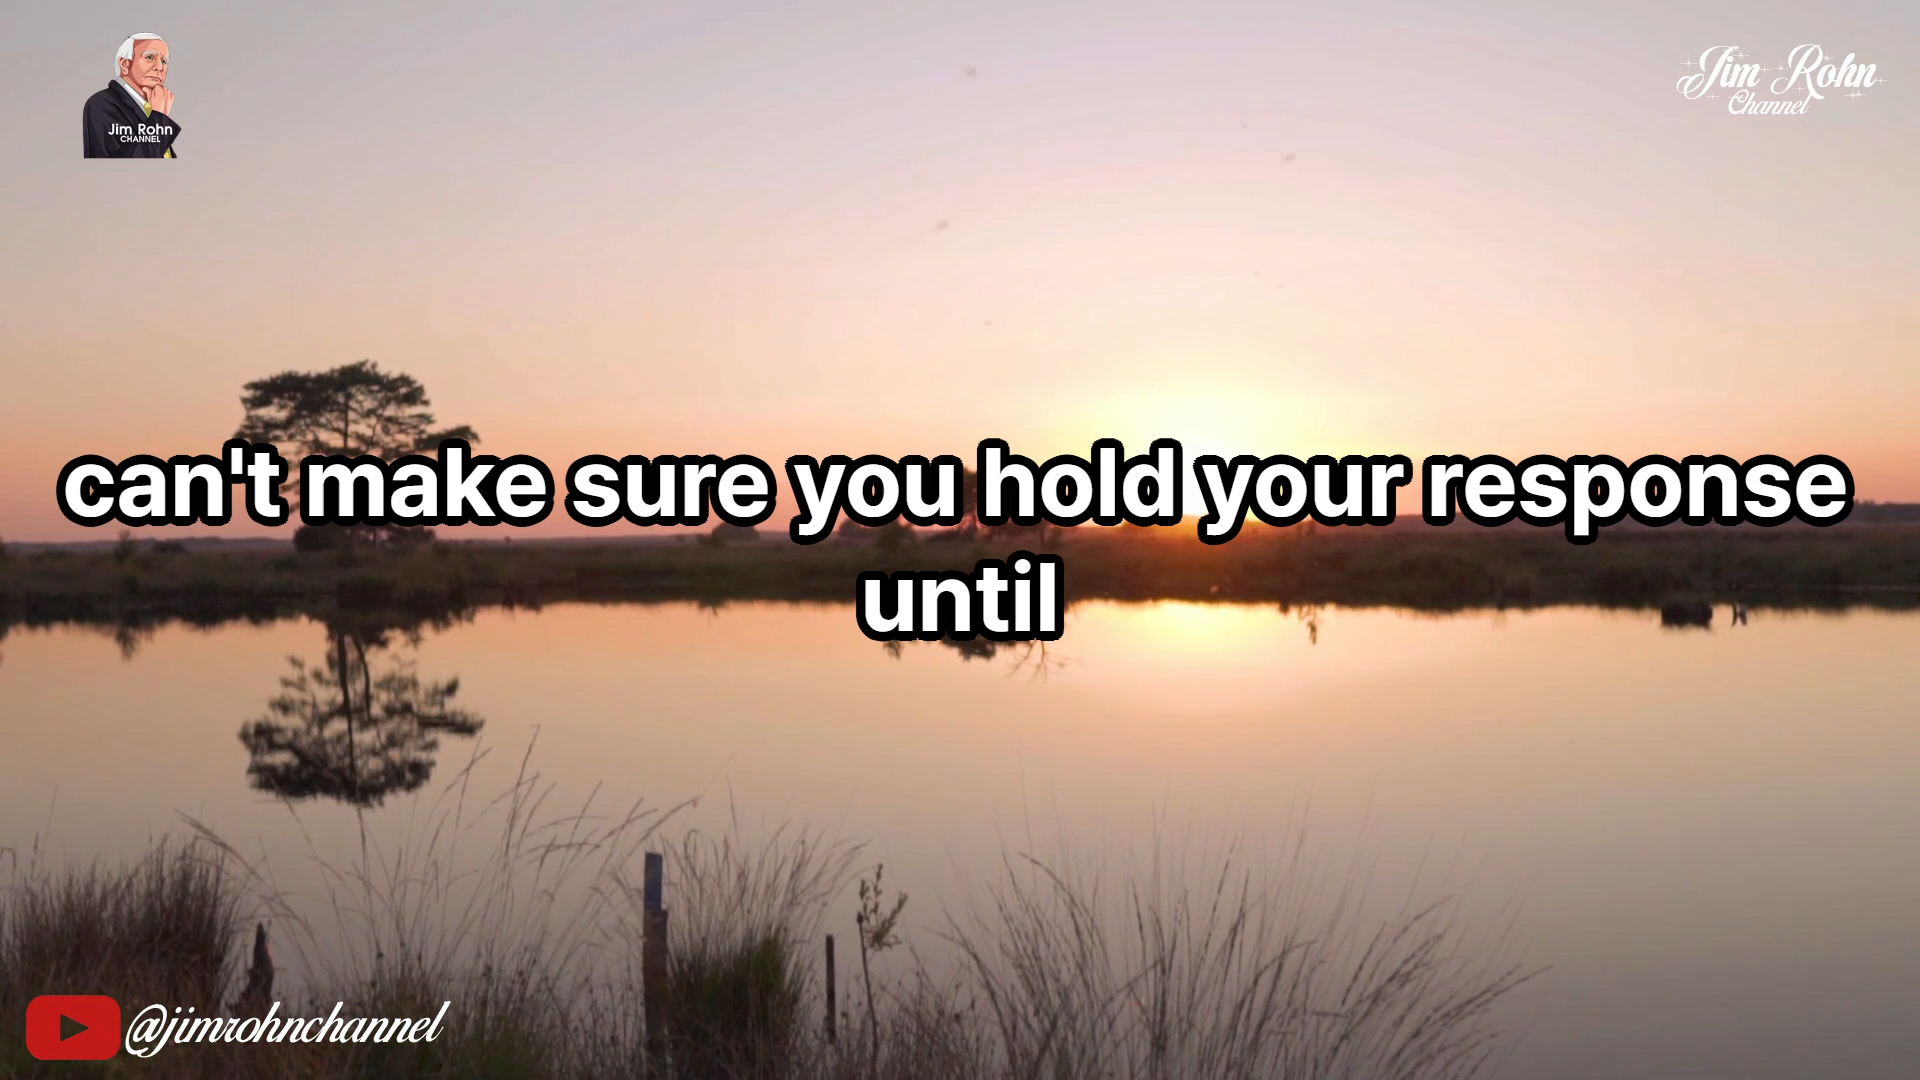 Jim Rohn
CHANNEL
Jim Rohn
Channel
can't make sure you hold your response
until
@jimrohnchannel